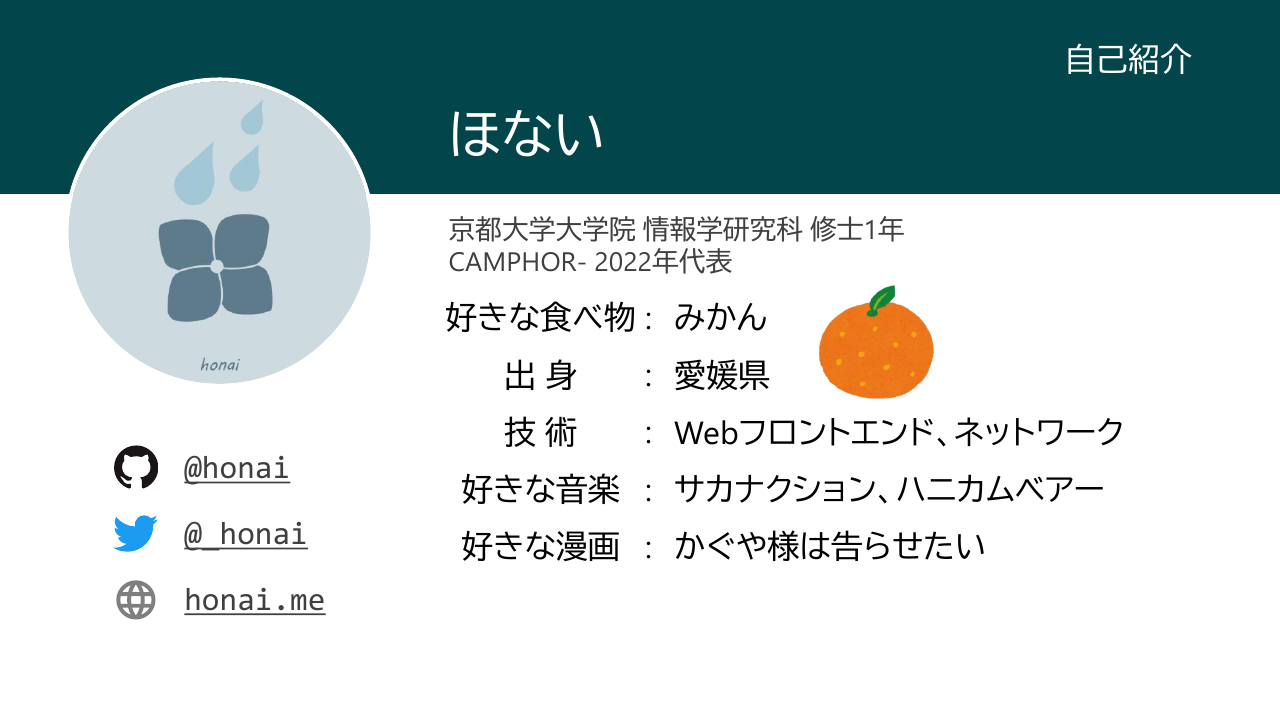 自己紹介
ほない
honai
京都大学大学院 情報学研究科 修士1年
CAMPHOR- 2022年代表
好きな食べ物 : みかん
出 身 : 愛媛県
技 術 : Webフロントエンド、ネットワーク
好きな音楽 : サカナクション、ハニカムベアー
好きな漫画 : かぐや様は告らせたい
@honai
@_honai
honai.me